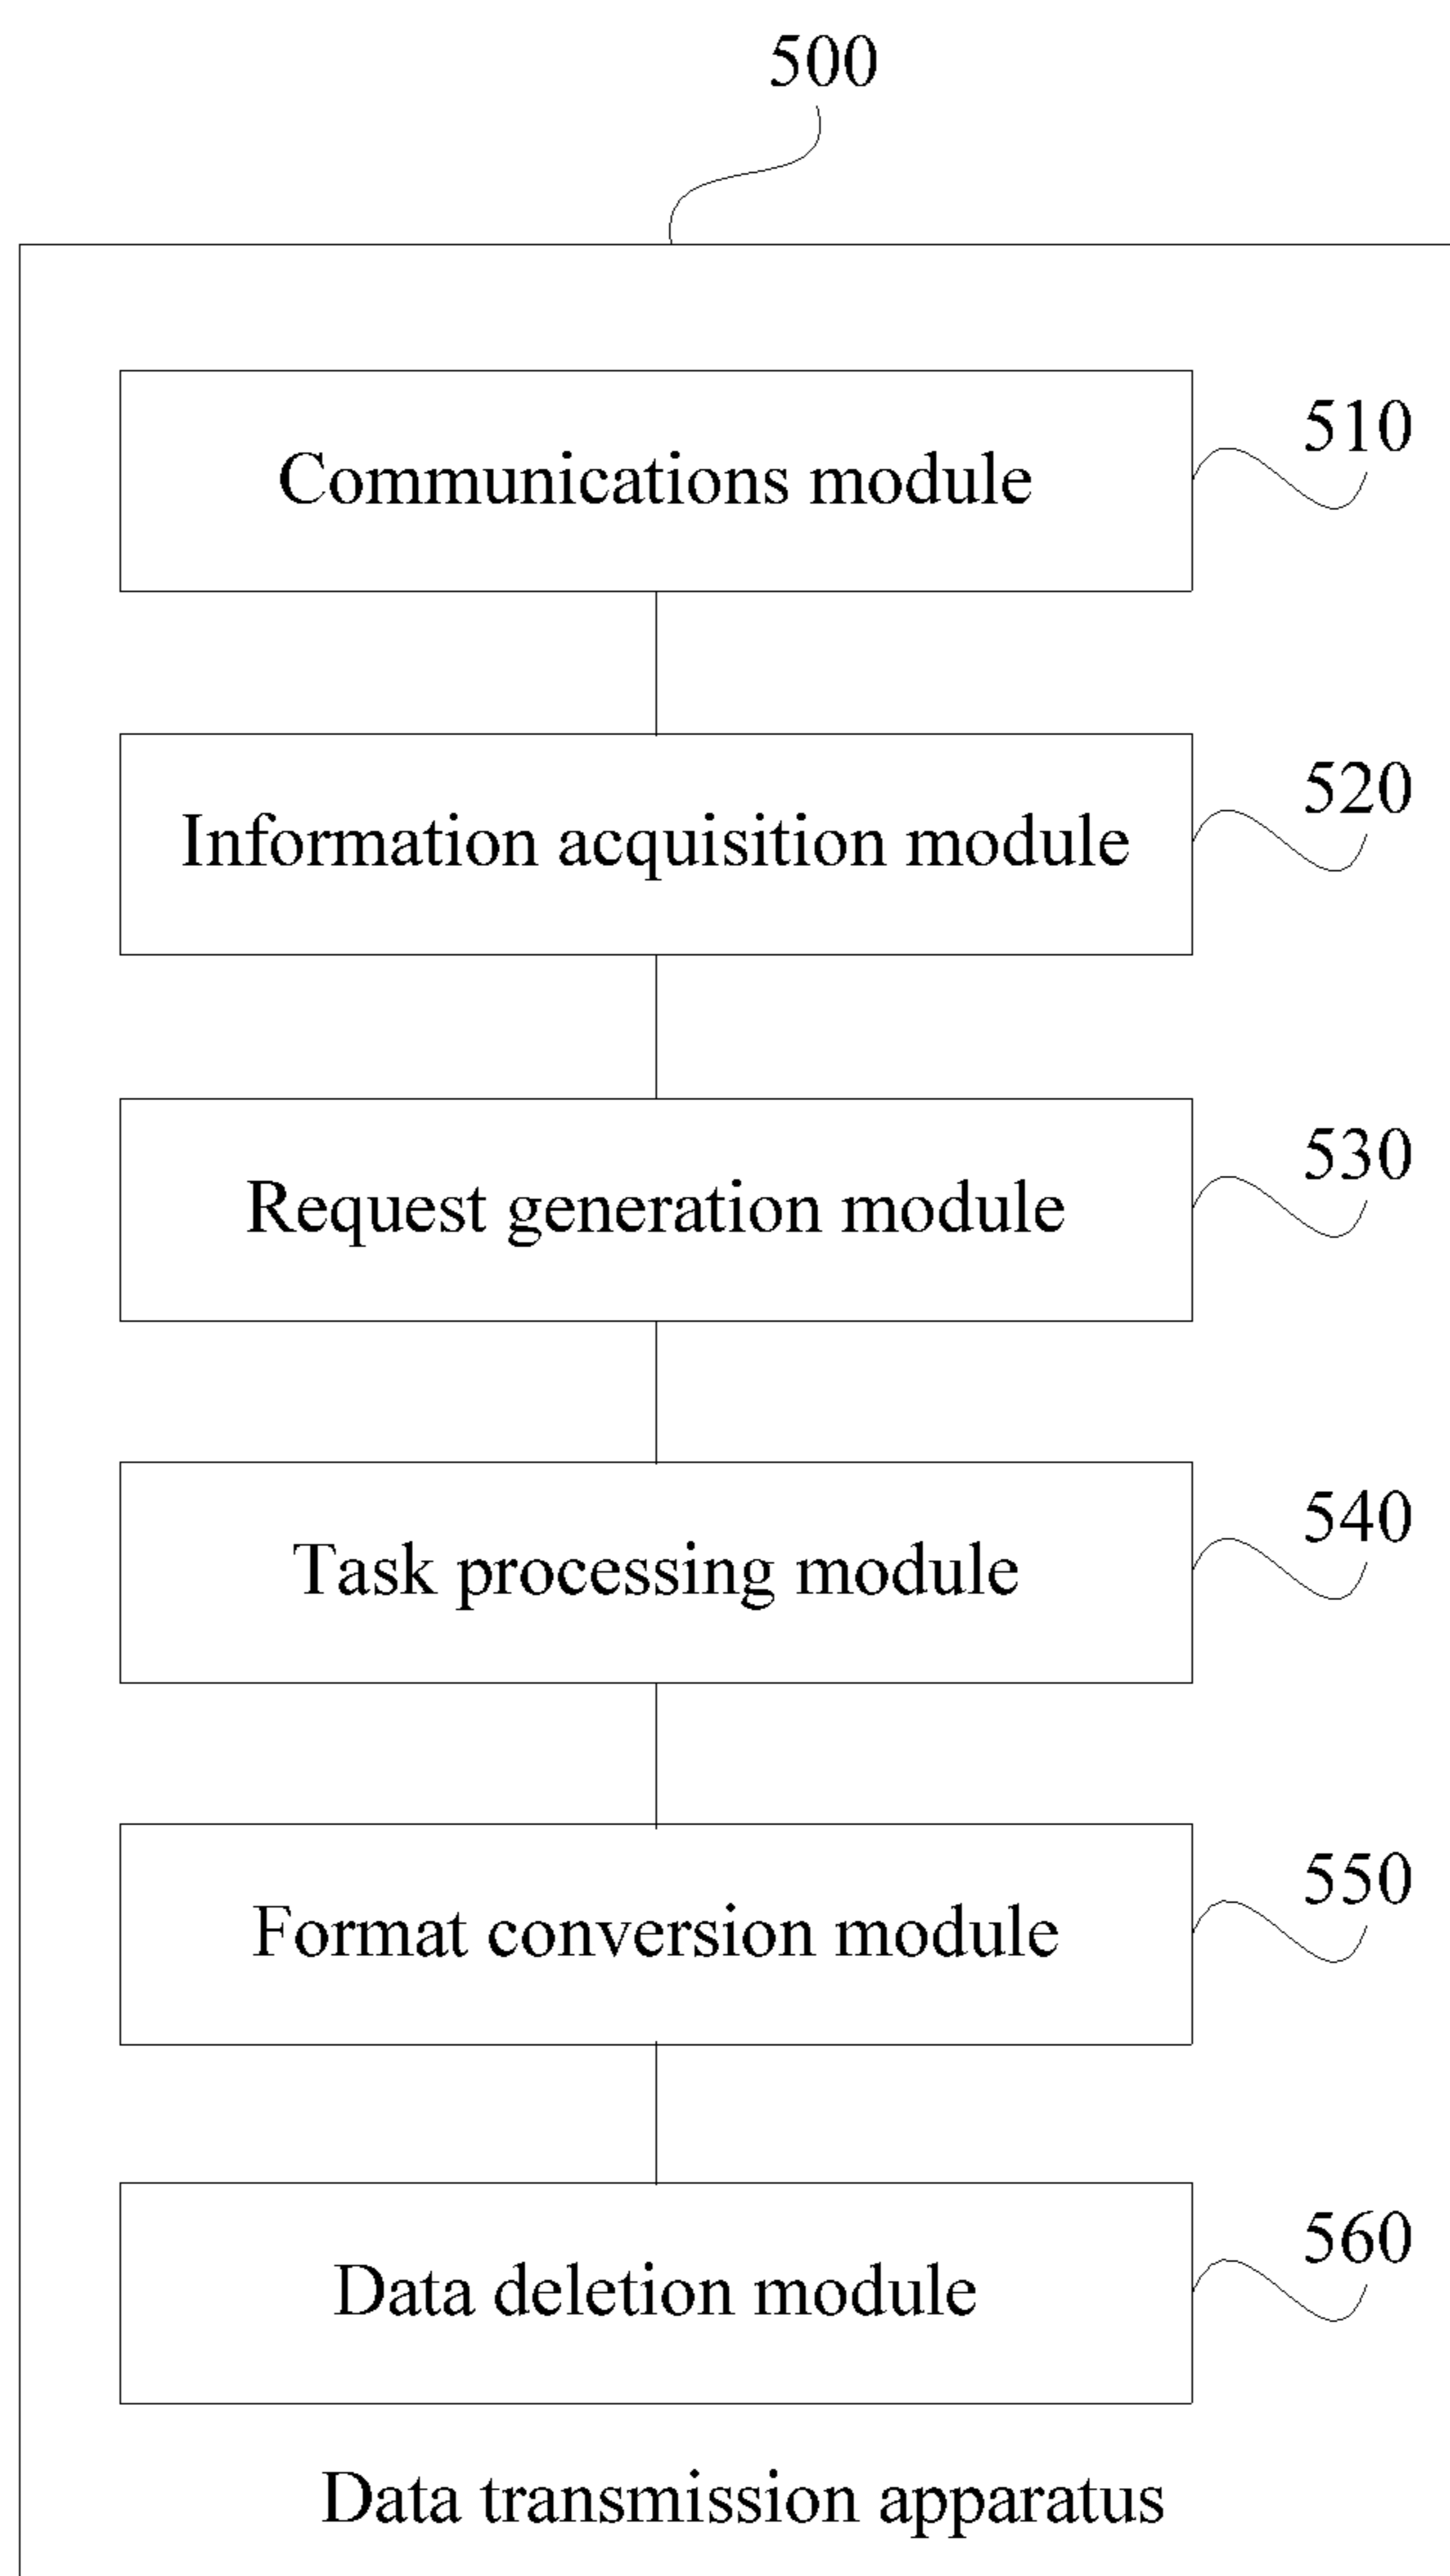 500
Communications module
510
Information acquisition module
520
Request generation module
530
Task processing module
540
Format conversion module
550
Data deletion module
560
Data transmission apparatus